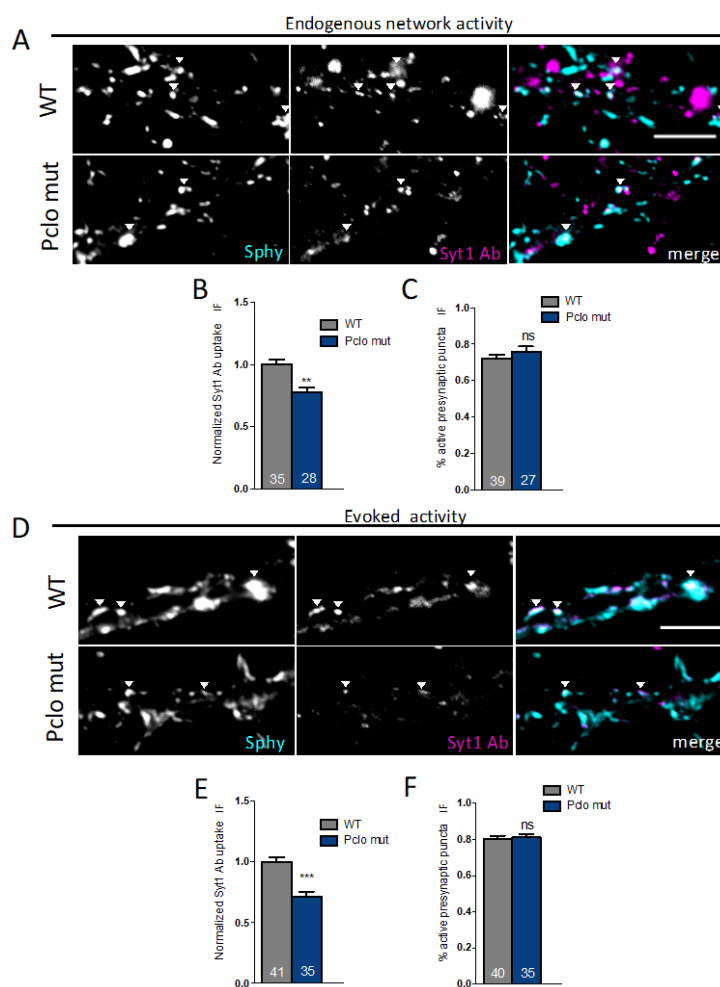 Endogenous network activity
A
WT
Pclo mut
Sphy
Syt1 Ab
merge
B
Normalized Syt1 Ab uptake IF
1.5
1.0
0.5
0.0
WT
Pclo mut
**
35
28
C
% active presynaptic puncta IF
1.0
0.8
0.6
0.4
0.2
0.0
WT
Pclo mut
ns
39
27
D
Evoked activity
WT
Pclo mut
Sphy
Syt1 Ab
merge
E
Normalized Syt1 Ab uptake IF
1.5
1.0
0.5
0.0
WT
Pclo mut
***
41
35
F
% active presynaptic puncta IF
1.0
0.8
0.6
0.4
0.2
0.0
WT
Pclo mut
ns
40
35